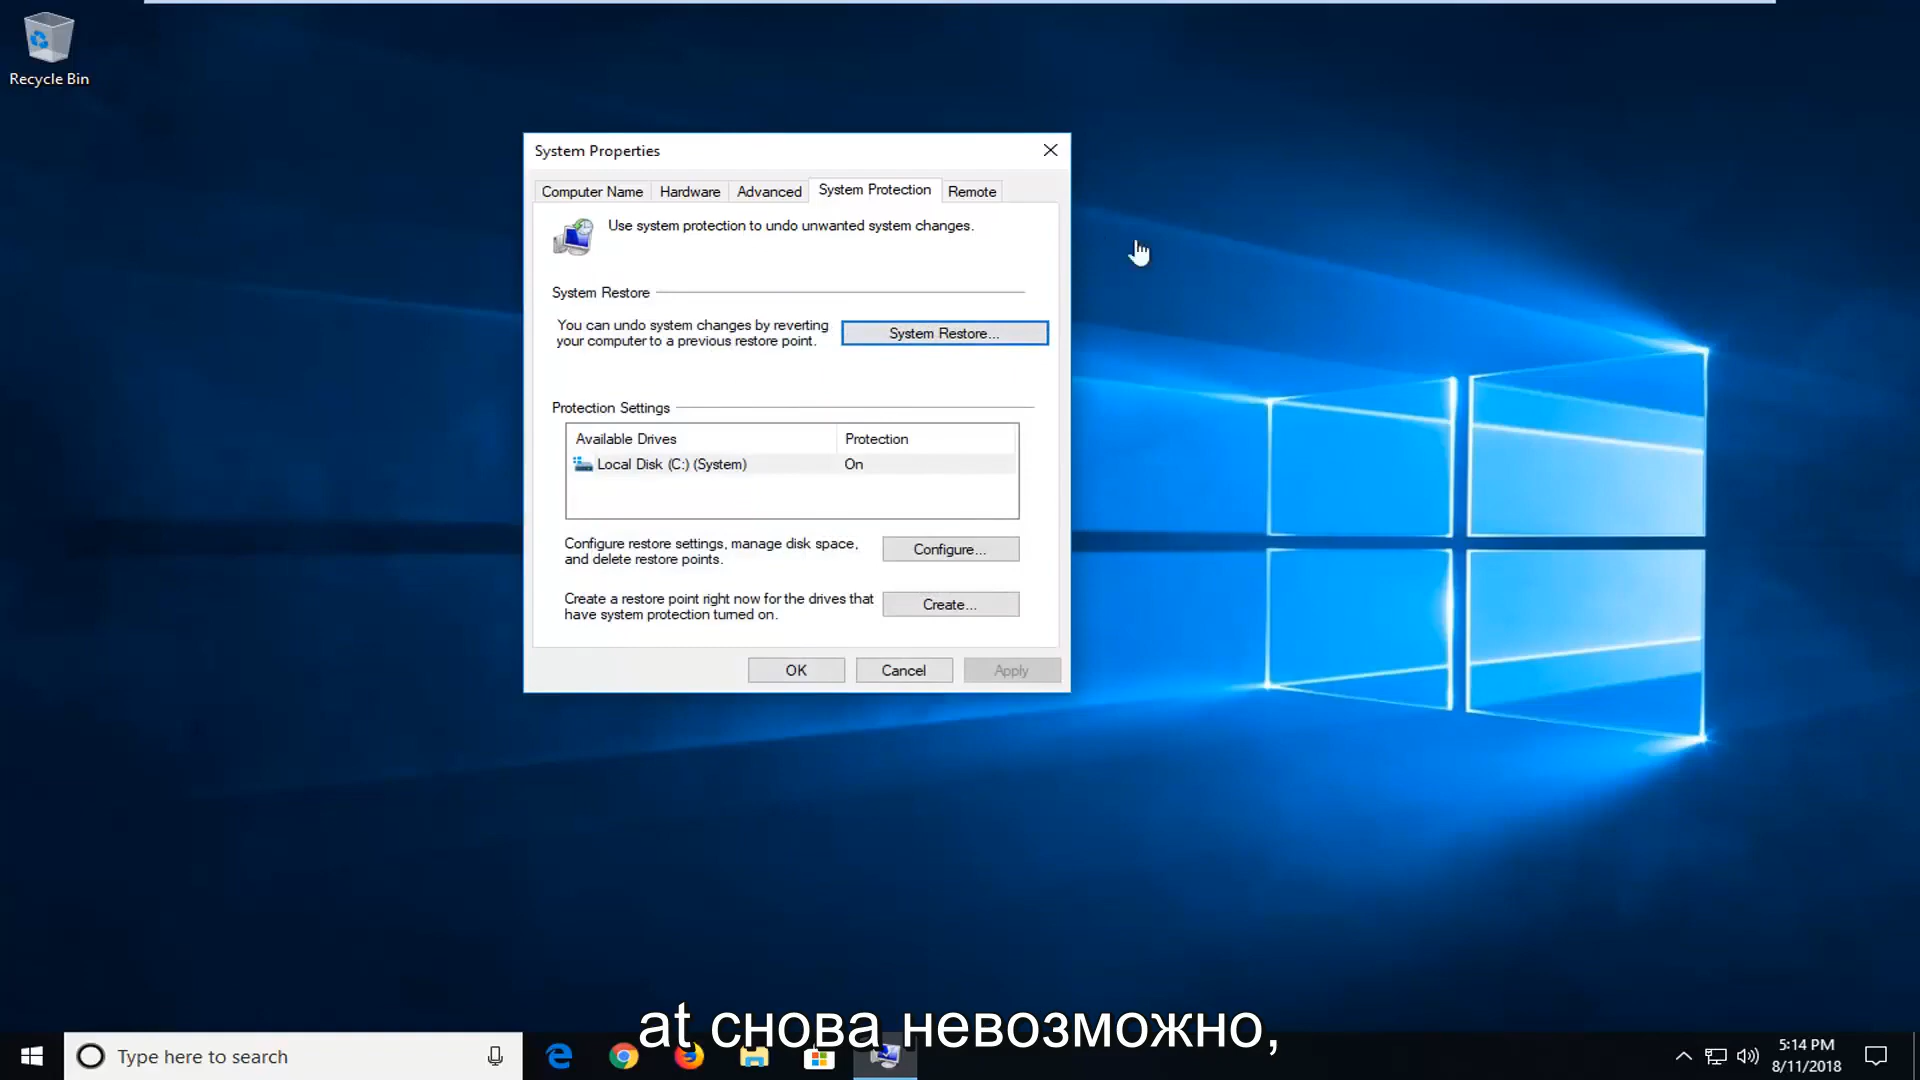 Recycle Bin
System Properties
Computer Name
Hardware
Advanced
System Protection
Remote
Use system protection to undo unwanted system changes.
System Restore
You can undo system changes by reverting
your computer to a previous restore point.
System Restore...
Protection Settings
Available Drives
Protection
Local Disk (C:) (System)
On
Configure restore settings, manage disk space,
and delete restore points.
Configure...
Create a restore point right now for the drives that
have system protection turned on.
Create...
OK
Cancel
Apply
at снова невозможно,
Type here to search
5:14 PM
8/11/2018